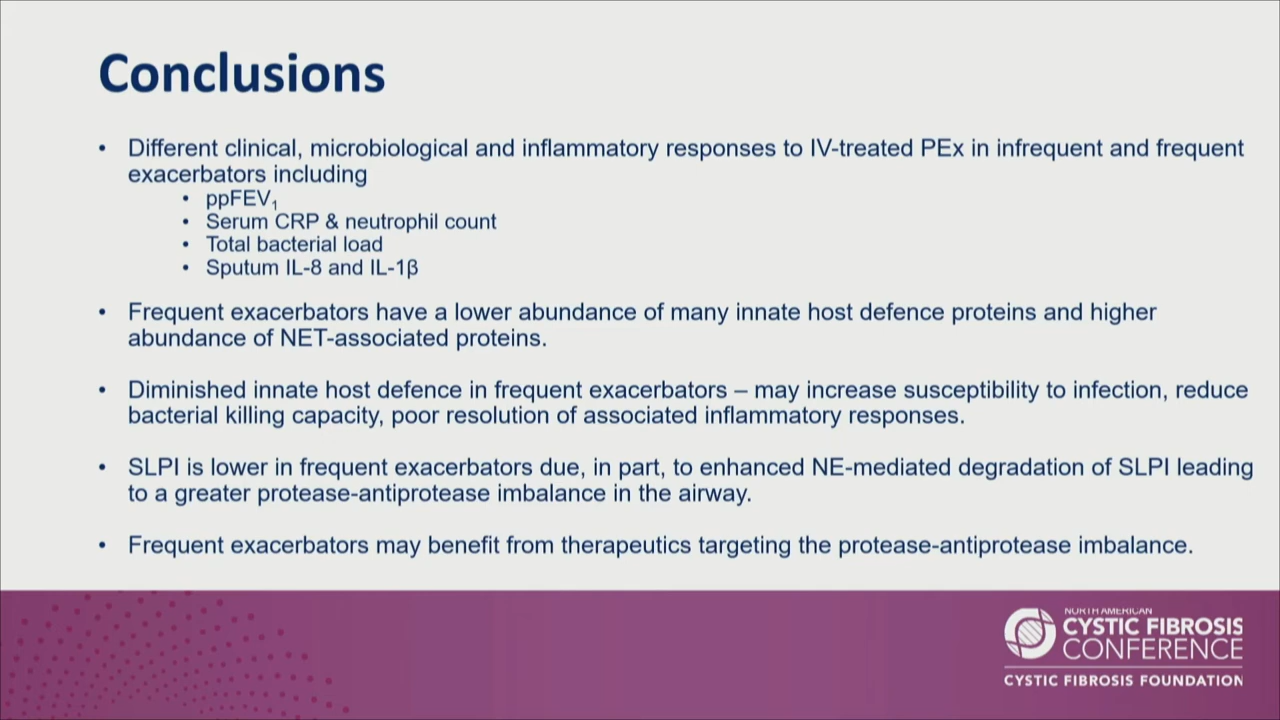 Conclusions
• Different clinical, microbiological and inflammatory responses to IV-treated PEx in infrequent and frequent
exacerbators including
• ppFEV₁
• Serum CRP & neutrophil count
• Total bacterial load
• Sputum IL-8 and IL-1β
• Frequent exacerbators have a lower abundance of many innate host defence proteins and higher
abundance of NET-associated proteins.
• Diminished innate host defence in frequent exacerbators – may increase susceptibility to infection, reduce
bacterial killing capacity, poor resolution of associated inflammatory responses.
• SLPI is lower in frequent exacerbators due, in part, to enhanced NE-mediated degradation of SLPI leading
to a greater protease-antiprotease imbalance in the airway.
• Frequent exacerbators may benefit from therapeutics targeting the protease-antiprotease imbalance.
NORTH AMERICAN
CYSTIC FIBROSIS
CONFERENCE
CYSTIC FIBROSIS FOUNDATION